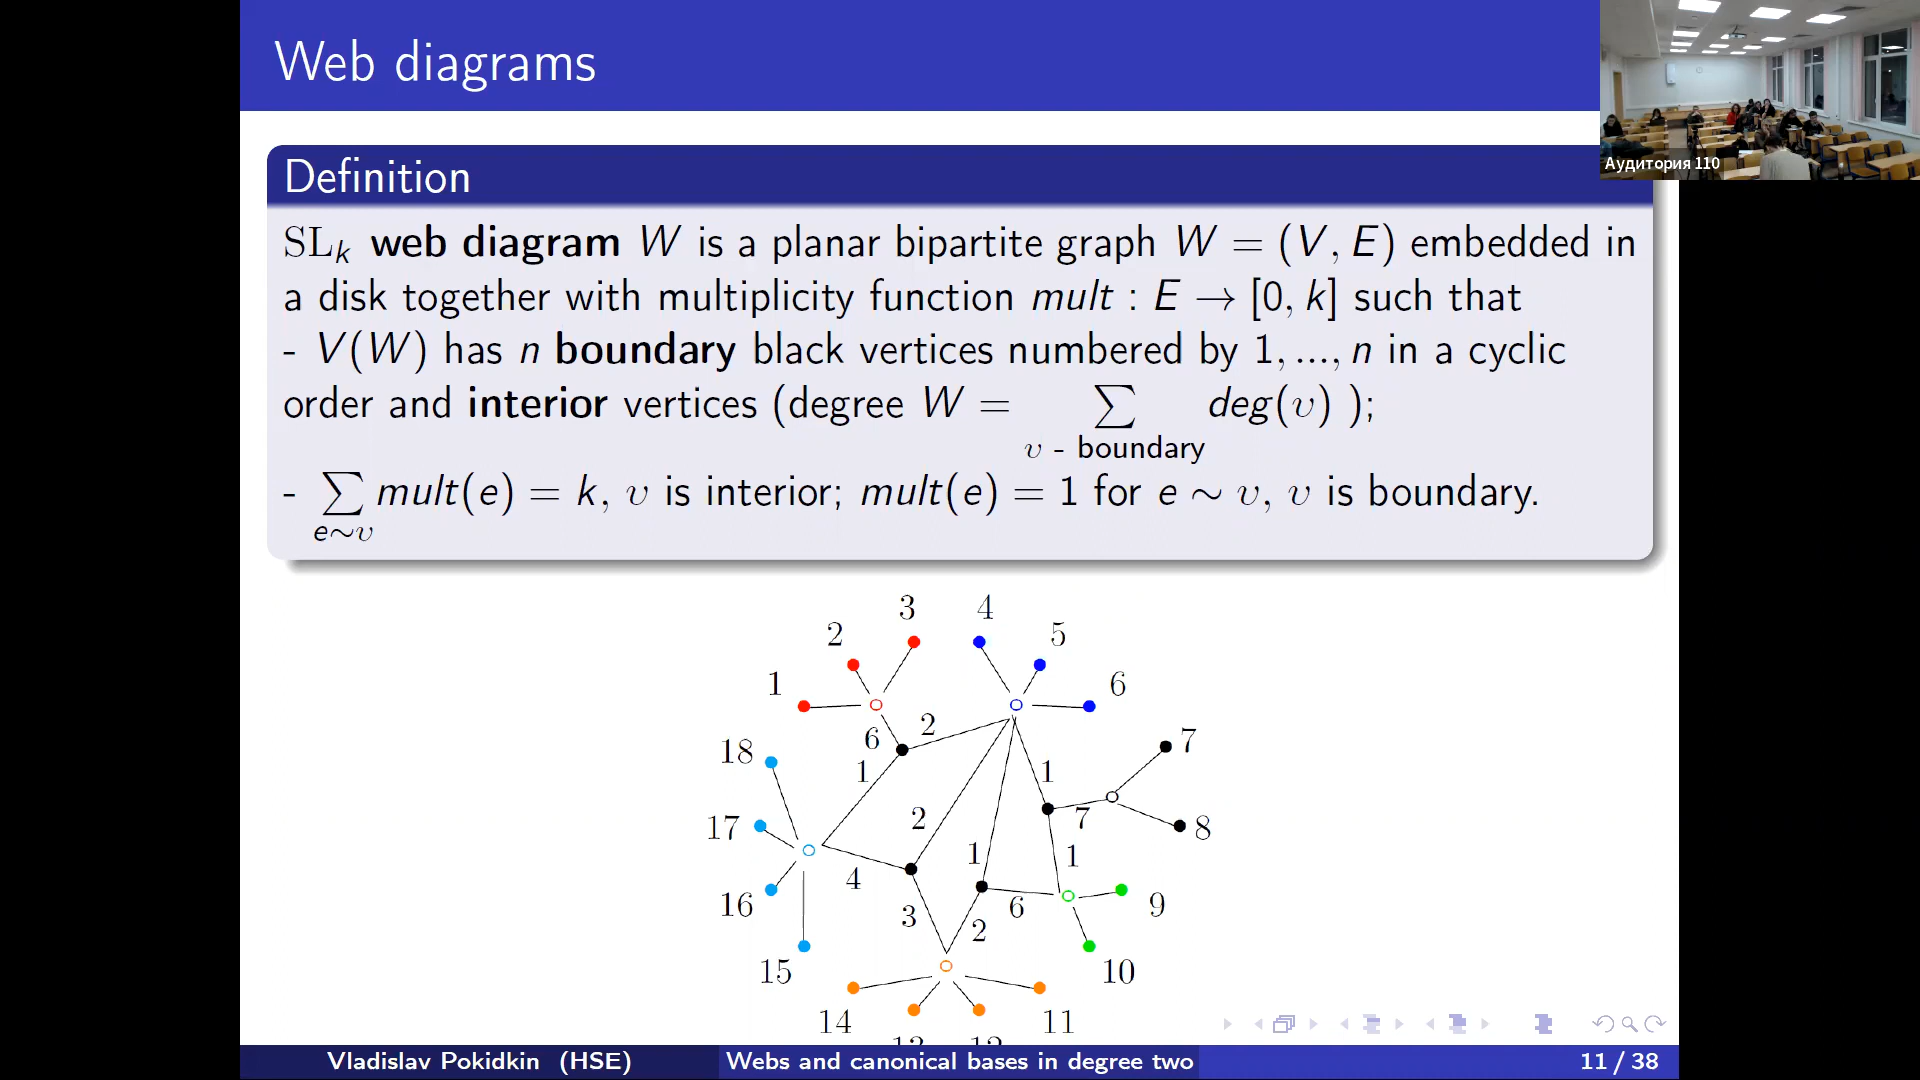 Web diagrams
Аудитория 110
Definition
SL_k web diagram W is a planar bipartite graph W = (V, E) embedded in
a disk together with multiplicity function mult : E → [0, k] such that
- V(W) has n boundary black vertices numbered by 1, ..., n in a cyclic
order and interior vertices (degree W = ∑ deg(υ) );
υ - boundary
- ∑ mult(e) = k, υ is interior; mult(e) = 1 for e ∼ υ, υ is boundary.
e∼υ
3 4
2 5
1 6
6 2
18 1 1 7
17 2 7 8
4 1 1
16 3 2 6 9
15 10
14 11
Vladislav Pokidkin (HSE) Webs and canonical bases in degree two 11 / 38